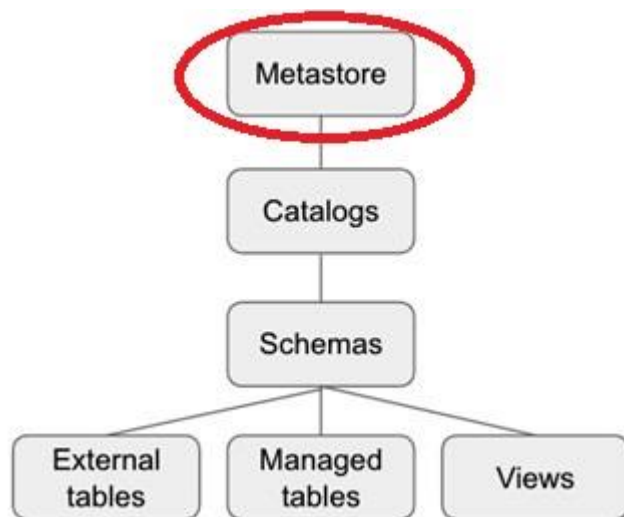 Metastore
Catalogs
Schemas
External
tables
Managed
tables
Views